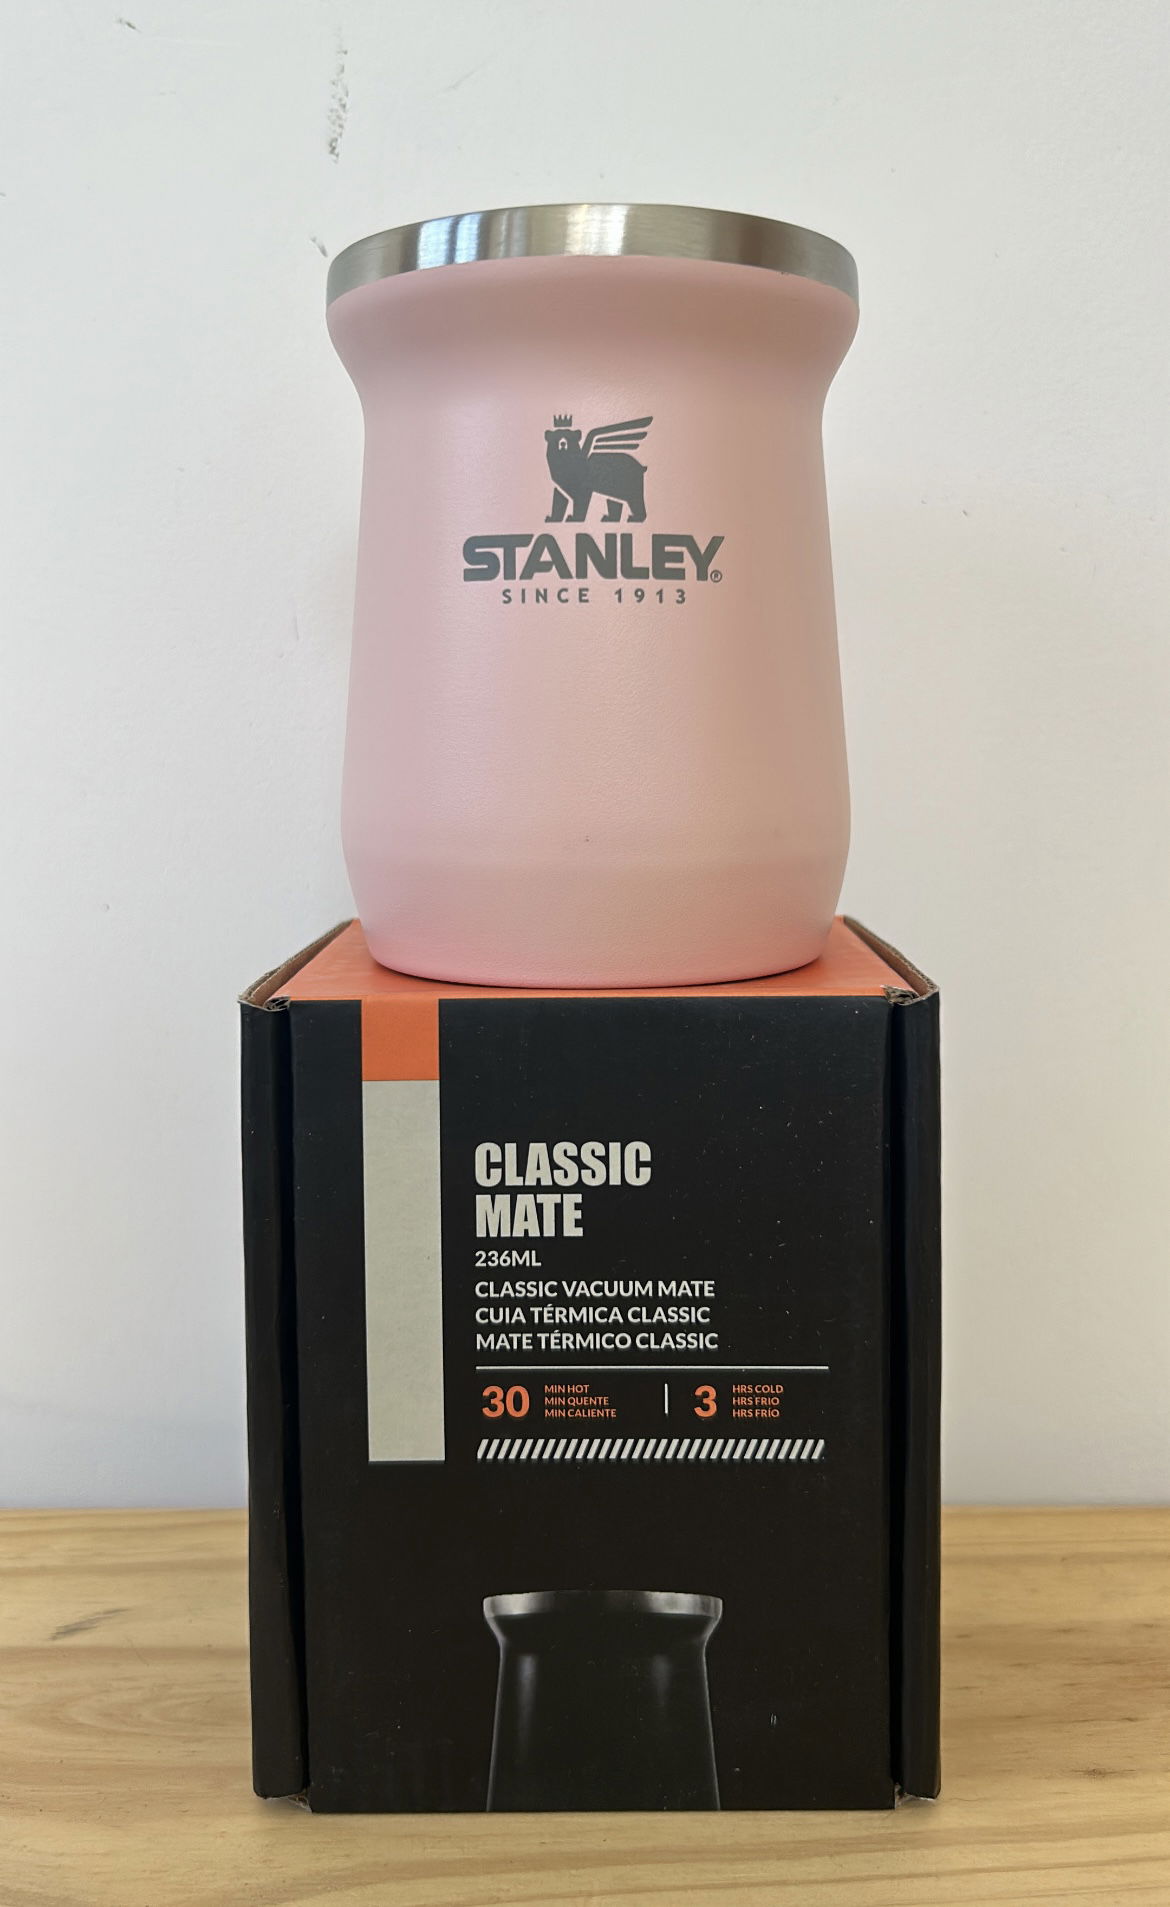 STANLEY®
SINCE 1913
CLASSIC
MATE
236ML
CLASSIC VACUUM MATE
CUIA TÉRMICA CLASSIC
MATE TÉRMICO CLASSIC
30 MIN HOT
MIN QUENTE
MIN CALIENTE
3 HRS COLD
HRS FRIO
HRS FRÍO